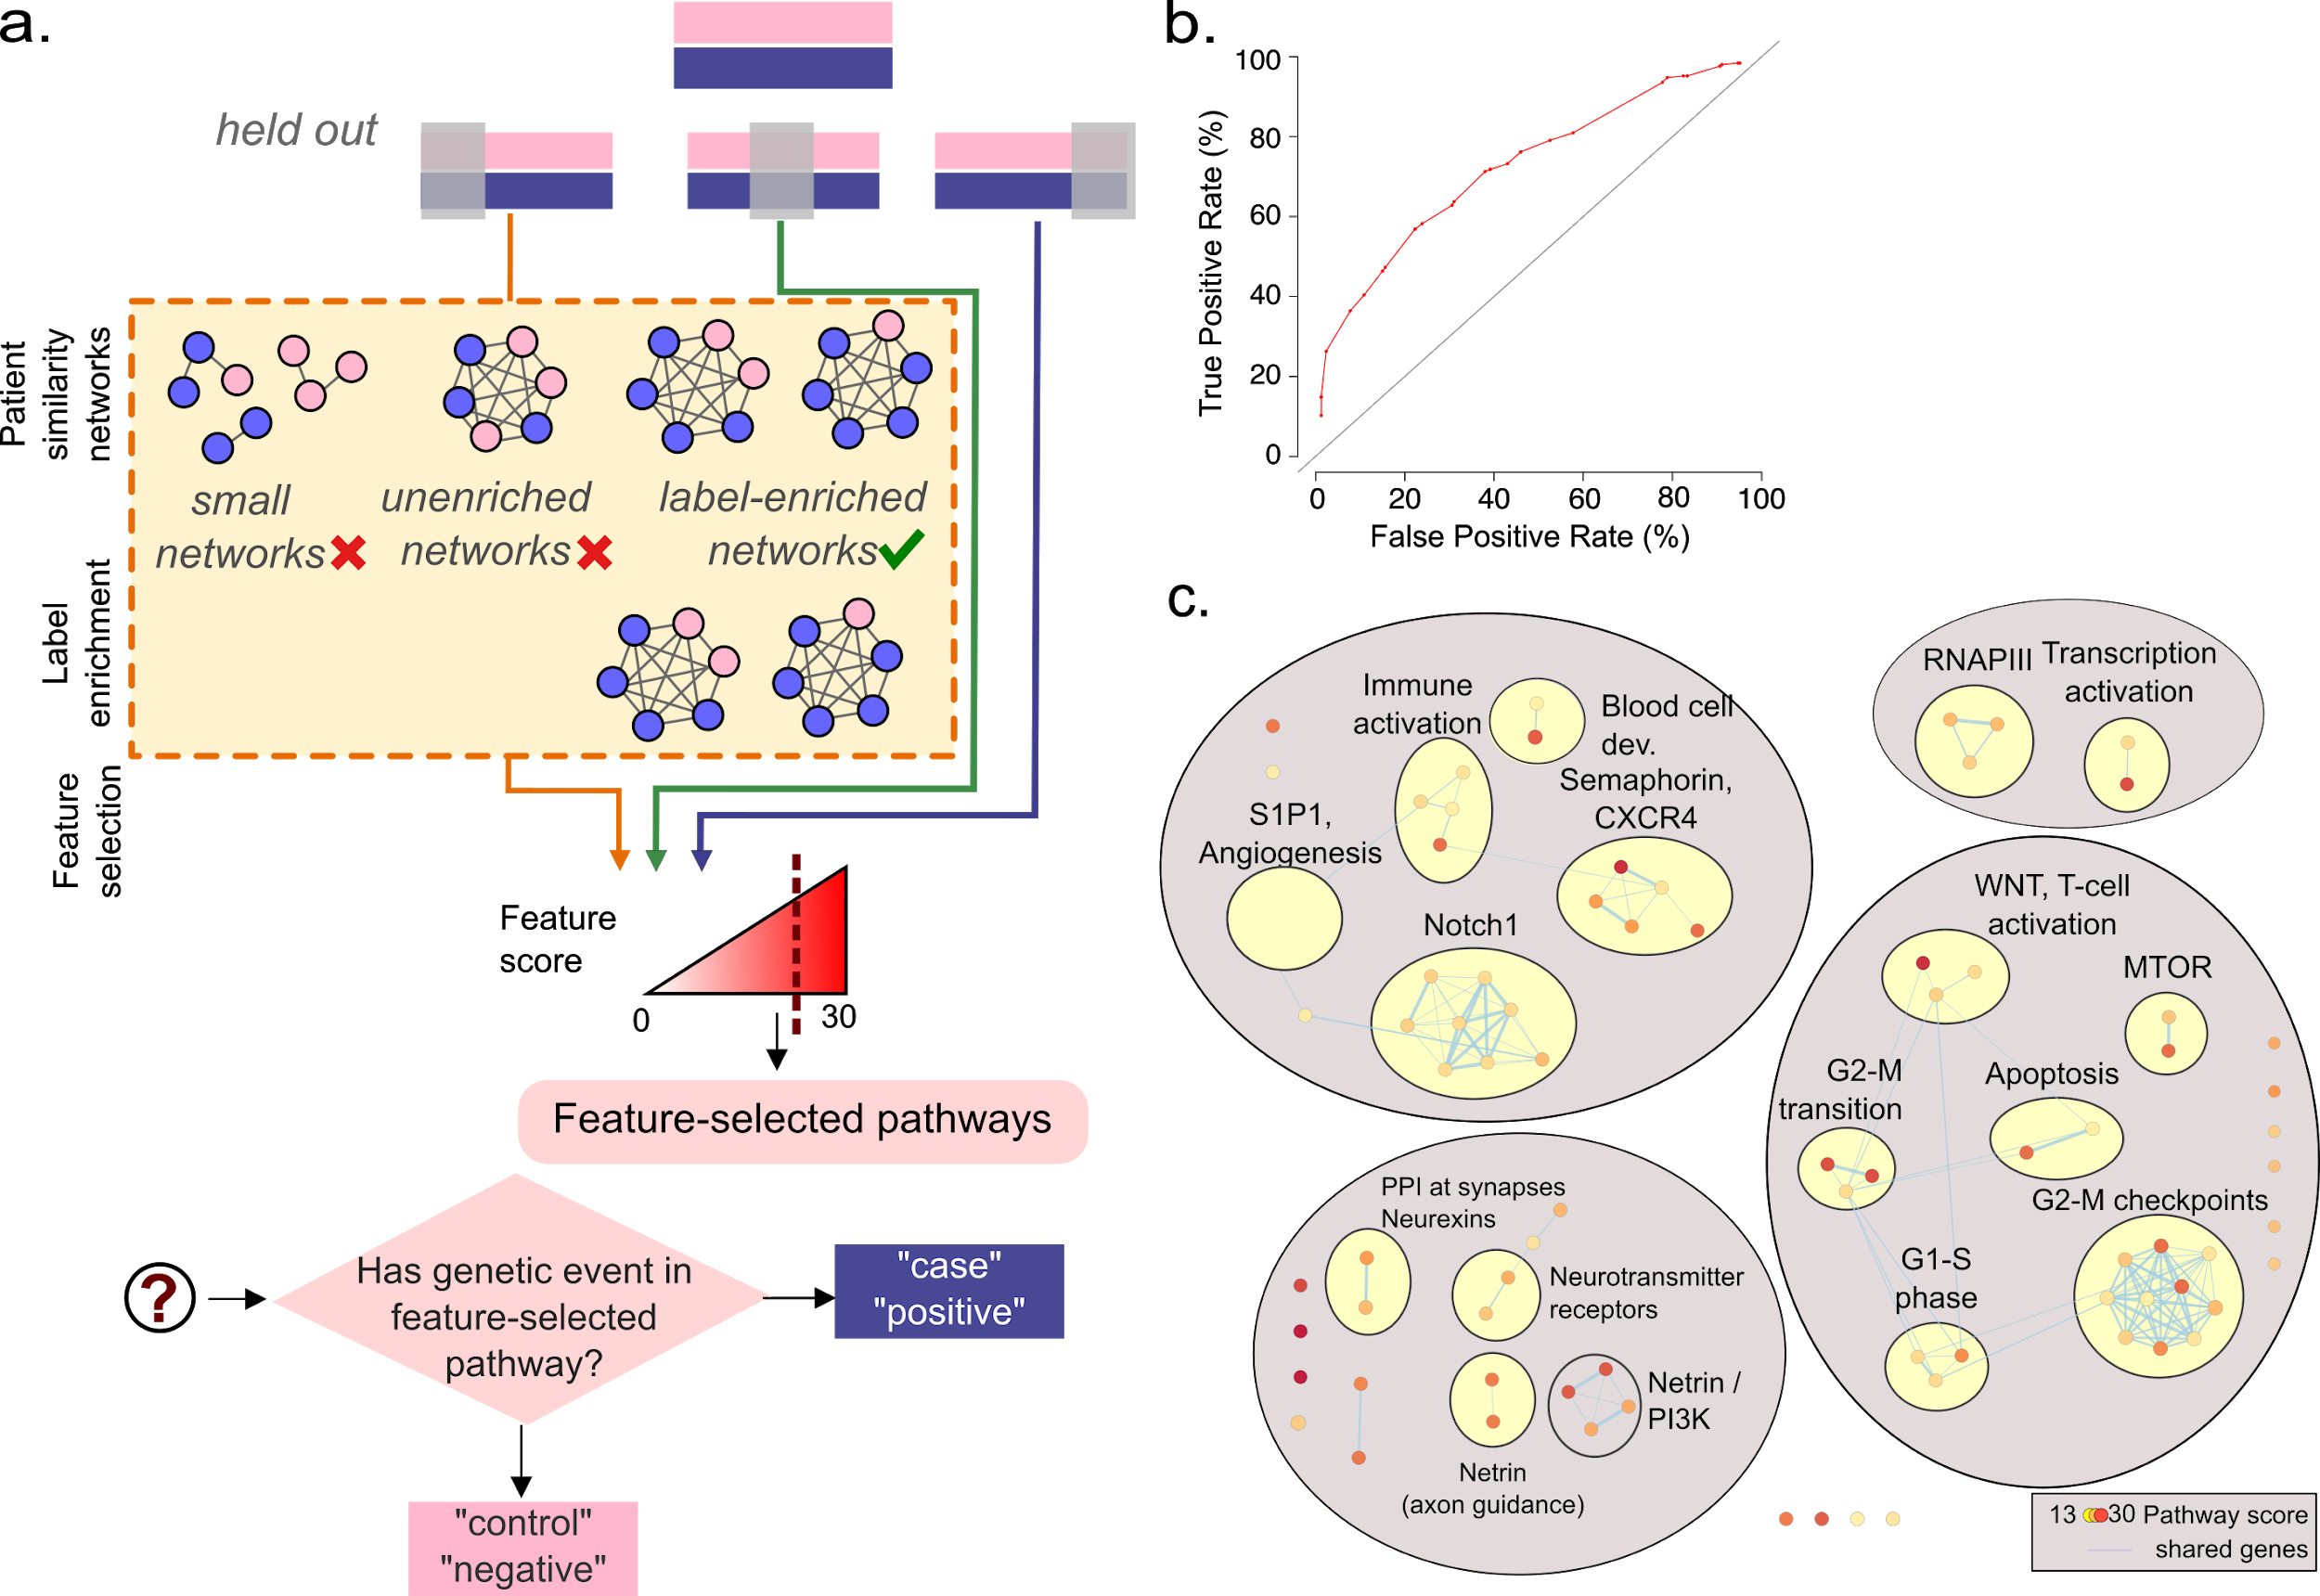 a.
held out
Patient
similarity
networks
small
networks
unenriched
networks
label-enriched
networks
Label
enrichment
Feature
selection
Feature
score
0
30
Feature-selected pathways
?
Has genetic event in
feature-selected
pathway?
"case"
"positive"
"control"
"negative"
b.
True Positive Rate (%)
100
80
60
40
20
0
0 20 40 60 80 100
False Positive Rate (%)
c.
Immune
activation
Blood cell
dev.
Semaphorin,
CXCR4
S1P1,
Angiogenesis
Notch1
RNAPIII
Transcription
activation
WNT, T-cell
activation
MTOR
G2-M
transition
Apoptosis
G2-M checkpoints
G1-S
phase
PPI at synapses
Neurexins
Neurotransmitter
receptors
Netrin /
PI3K
Netrin
(axon guidance)
13 30 Pathway score
shared genes